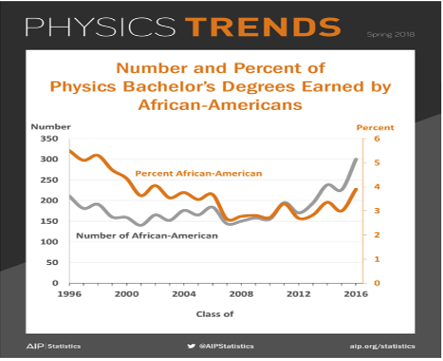 PHYSICS TRENDS
Spring 2018
Number and Percent of
Physics Bachelor's Degrees Earned by
African-Americans
Number
Percent
350
6
300
5
250
Percent African-American
4
200
3
150
Number of African-American
2
100
1
50
0
0
1996
2000
2004
2008
2012
2016
Class of
AIP Statistics
@AIPStatistics
aip.org/statistics